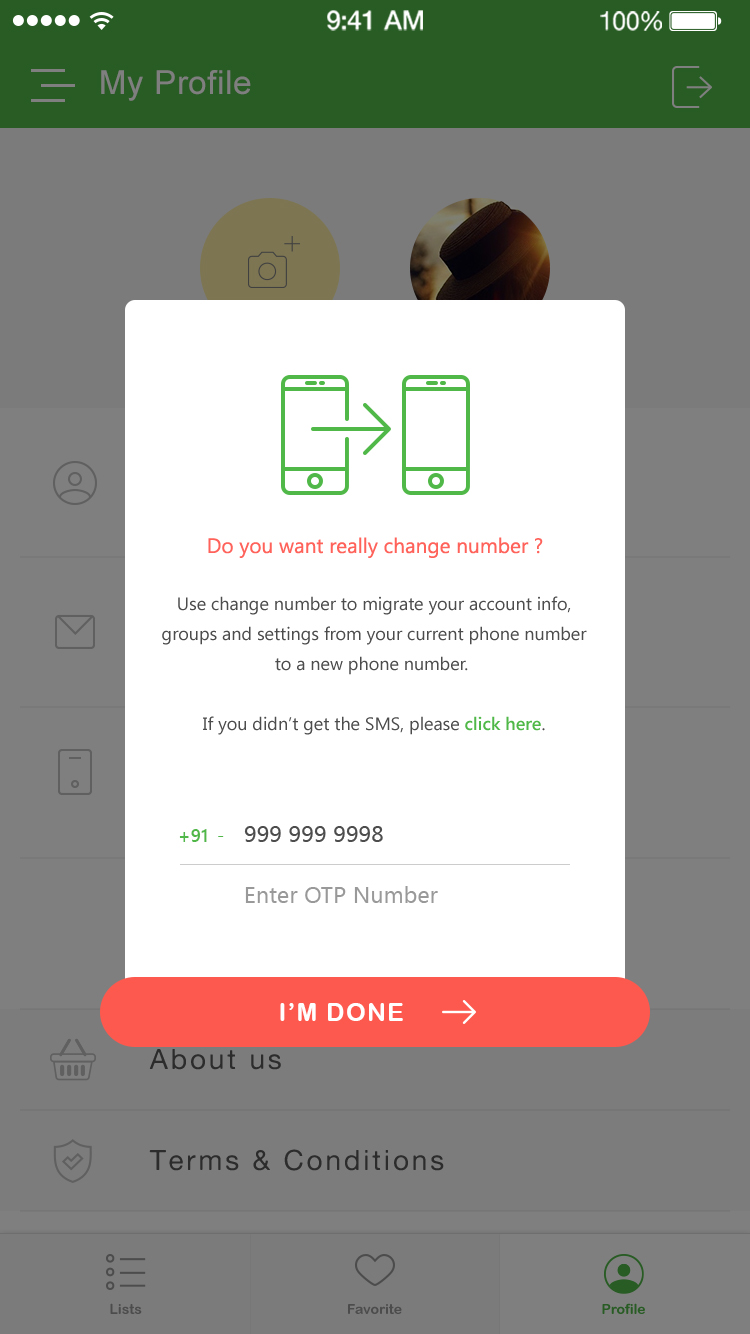 9:41 AM 100%
My Profile
Do you want really change number ?
Use change number to migrate your account info,
groups and settings from your current phone number
to a new phone number.
If you didn’t get the SMS, please click here.
+91 - 999 999 9998
Enter OTP Number
I’M DONE
About us
Terms & Conditions
Lists Favorite Profile